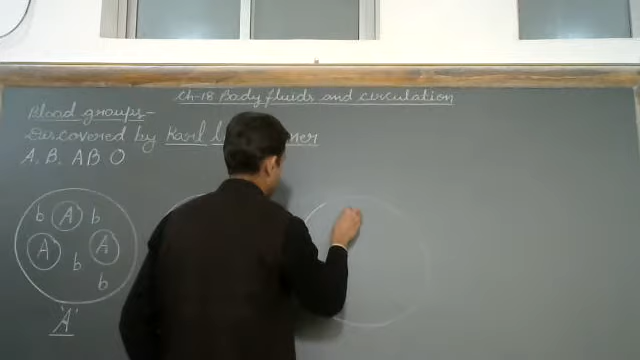 Ch-18 Body fluids and circulation
Blood groups-
Discovered by Karl
A, B, AB O
b A b
A A
b
b
'A'